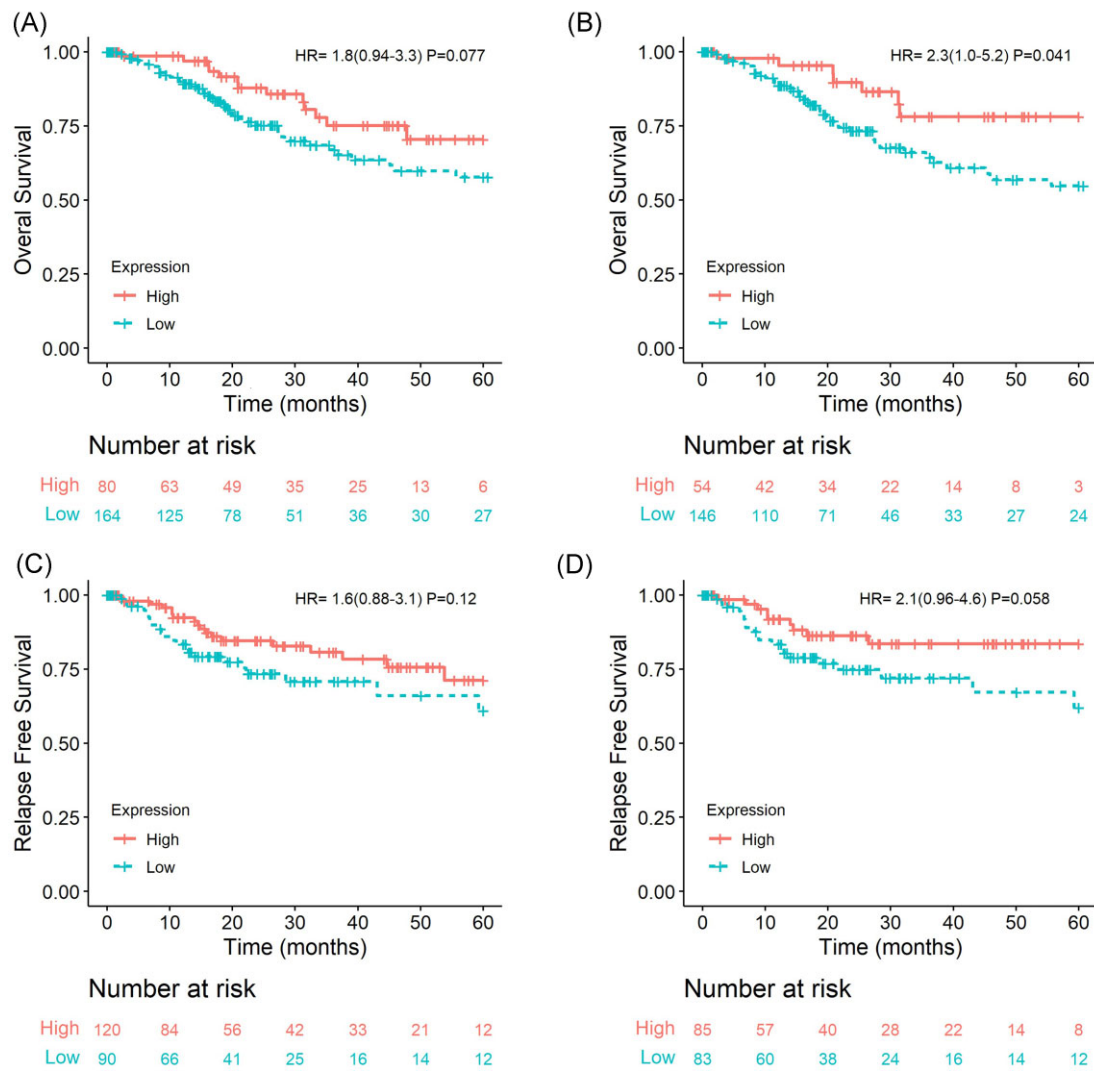 (A)
HR= 1.8(0.94-3.3) P=0.077
1.00
0.75
0.50
0.25
0.00
Overal Survival
Expression
High
Low
0 10 20 30 40 50 60
Time (months)
Number at risk
High 80 63 49 35 25 13 6
Low 164 125 78 51 36 30 27
(B)
HR= 2.3(1.0-5.2) P=0.041
1.00
0.75
0.50
0.25
0.00
Overal Survival
Expression
High
Low
0 10 20 30 40 50 60
Time (months)
Number at risk
High 54 42 34 22 14 8 3
Low 146 110 71 46 33 27 24
(C)
HR= 1.6(0.88-3.1) P=0.12
1.00
0.75
0.50
0.25
0.00
Relapse Free Survival
Expression
High
Low
0 10 20 30 40 50 60
Time (months)
Number at risk
High 120 84 56 42 33 21 12
Low 90 66 41 25 16 14 12
(D)
HR= 2.1(0.96-4.6) P=0.058
1.00
0.75
0.50
0.25
0.00
Relapse Free Survival
Expression
High
Low
0 10 20 30 40 50 60
Time (months)
Number at risk
High 85 57 40 28 22 14 8
Low 83 60 38 24 16 14 12